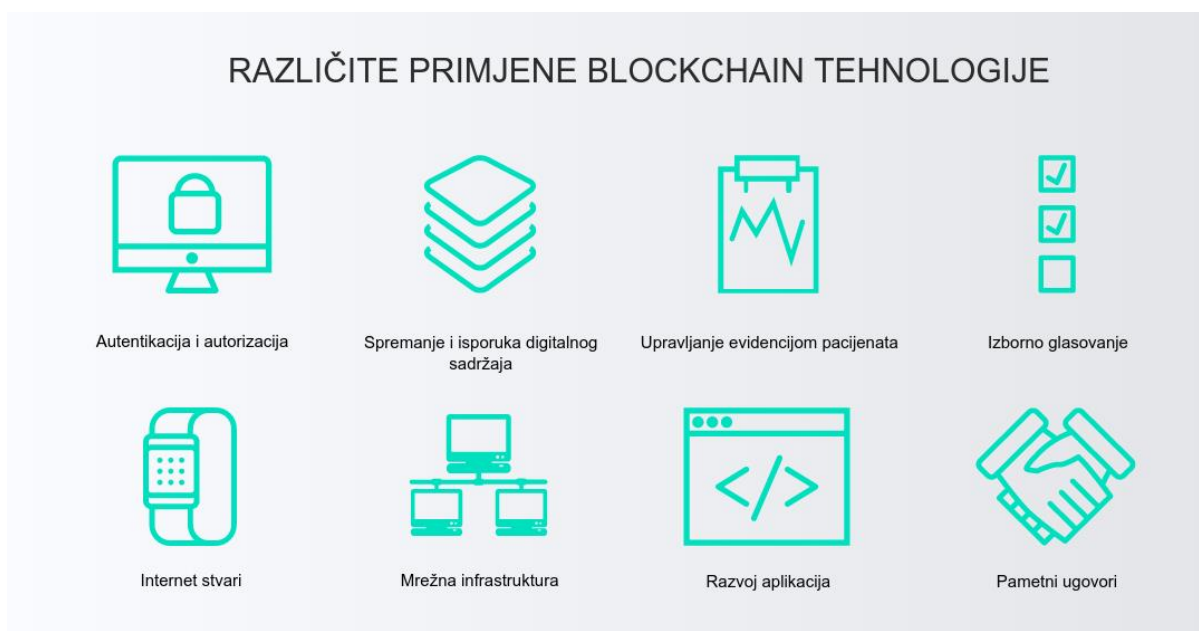 RAZLIČITE PRIMJENE BLOCKCHAIN TEHNOLOGIJE
Autentikacija i autorizacija
Spremanje i isporuka digitalnog
sadržaja
Upravljanje evidencijom pacijenata
Izborno glasovanje
Internet stvari
Mrežna infrastruktura
Razvoj aplikacija
Pametni ugovori